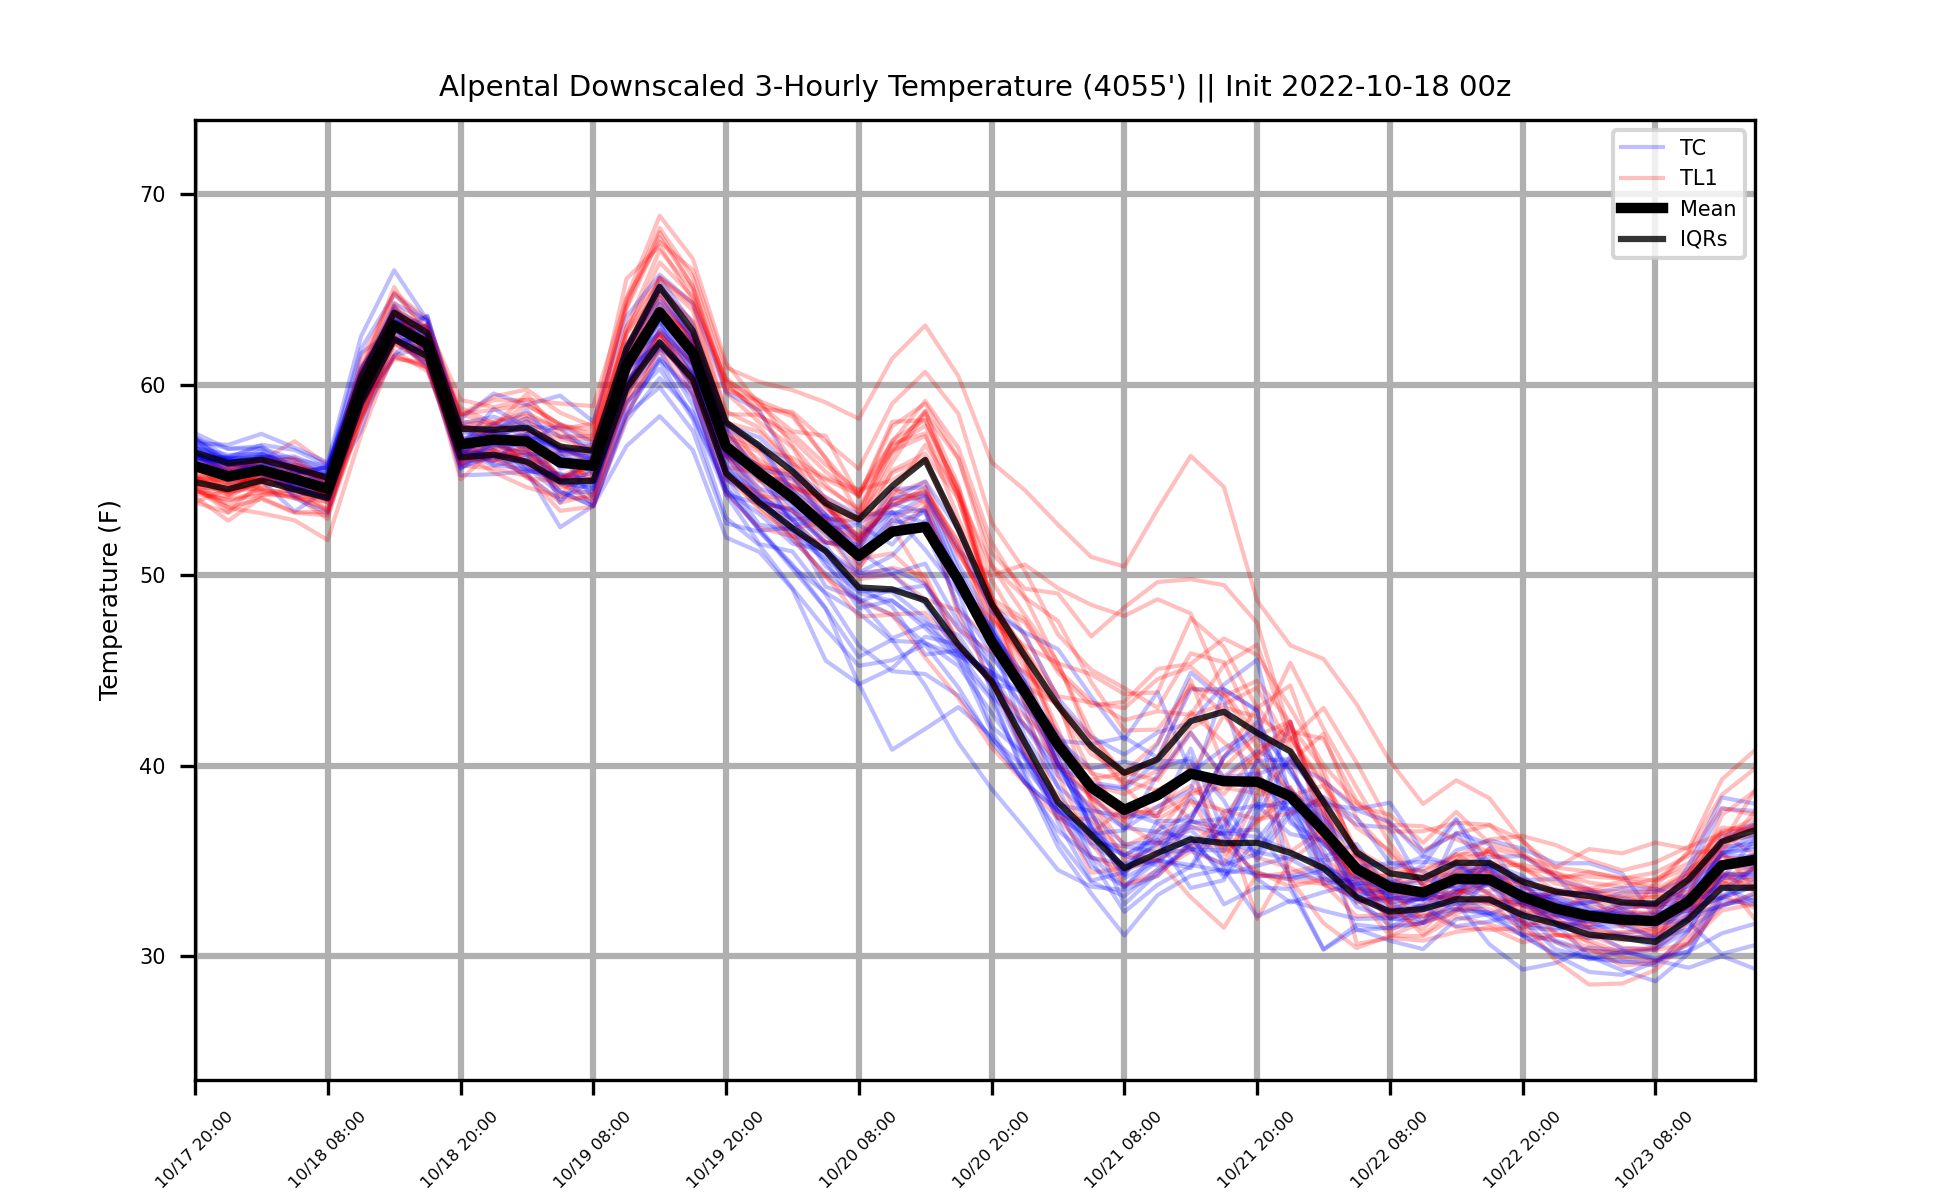 Alpental Downscaled 3-Hourly Temperature (4055') || Init 2022-10-18 00z
TC
TL1
Mean
IQRs
Temperature (F)
70
60
50
40
30
10/17 20:00
10/18 08:00
10/18 20:00
10/19 08:00
10/19 20:00
10/20 08:00
10/20 20:00
10/21 08:00
10/21 20:00
10/22 08:00
10/22 20:00
10/23 08:00